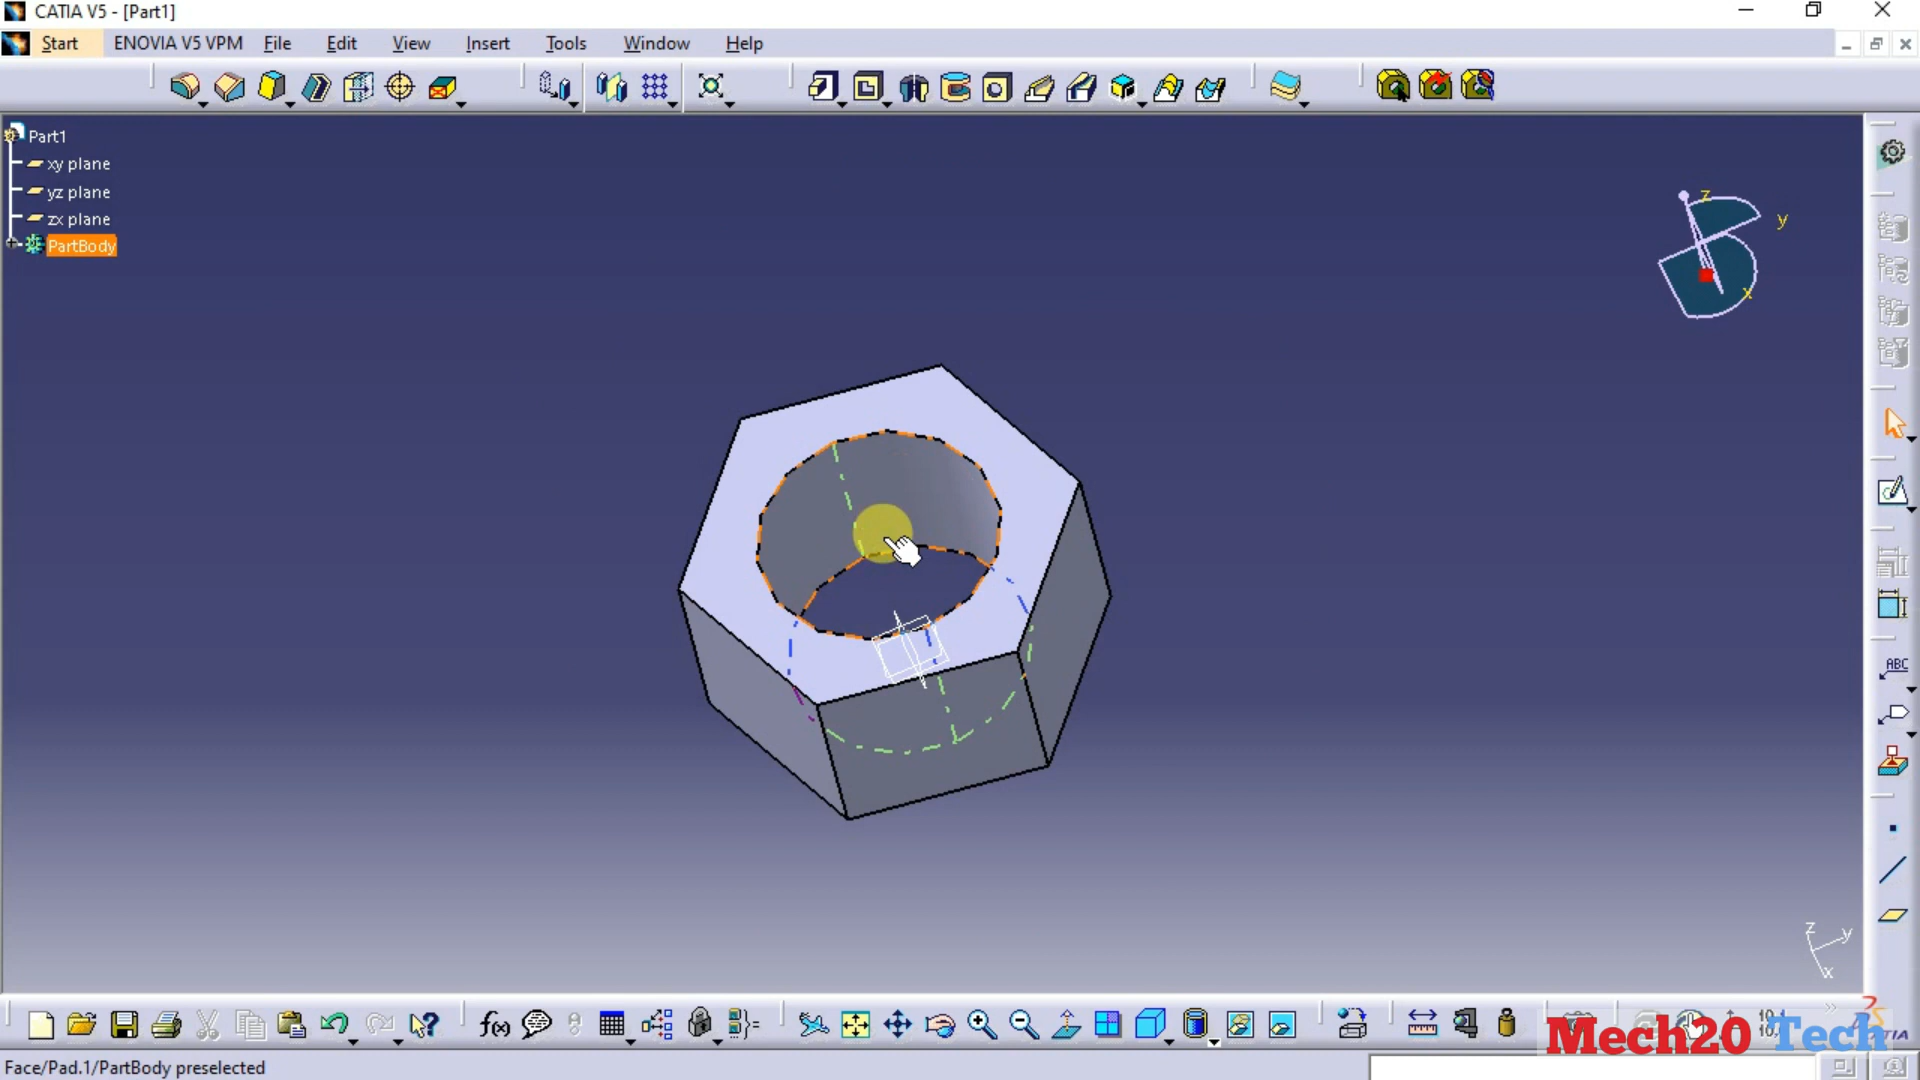 CATIA V5 - [Part1]
Start ENOVIA V5 VPM File Edit View Insert Tools Window Help
Part1
xy plane
yz plane
zx plane
PartBody
z
y
x
ABC
z
y
x
f(x)
Mech20 Tech
Face/Pad.1/PartBody preselected